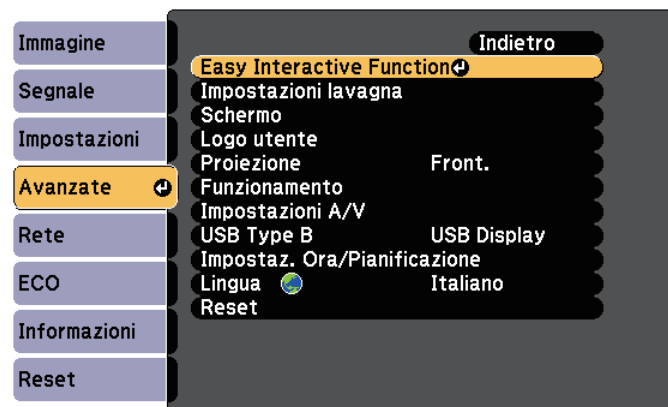 Immagine
Segnale
Impostazioni
Avanzate
Rete
ECO
Informazioni
Reset
Indietro
Easy Interactive Function
Impostazioni lavagna
Schermo
Logo utente
Proiezione Front.
Funzionamento
Impostazioni A/V
USB Type B USB Display
Impostaz. Ora/Pianificazione
Lingua Italiano
Reset